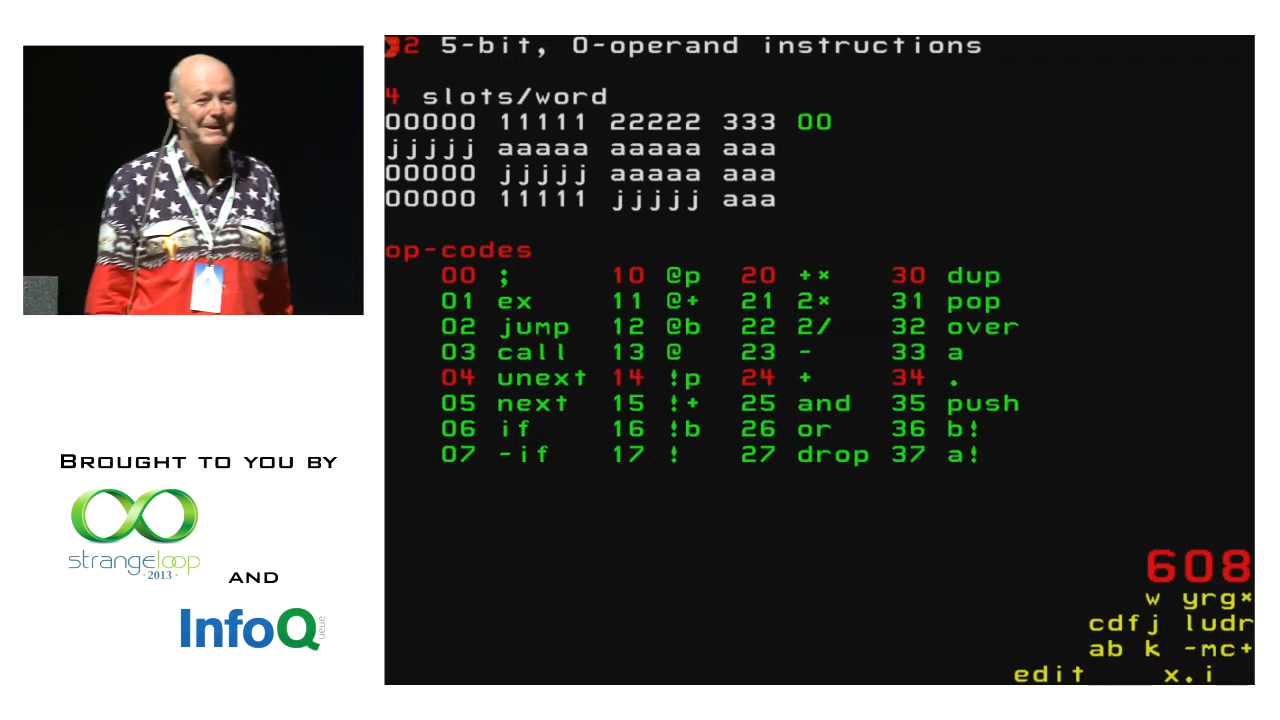 32 5-bit, 0-operand instructions
4 slots/word
00000 11111 22222 333 00
jjjjj aaaaa aaaaa aaa
00000 jjjjj aaaaa aaa
00000 11111 jjjjj aaa
op-codes
00 ; 10 @p 20 +× 30 dup
01 ex 11 @+ 21 2× 31 pop
02 jump 12 @b 22 2/ 32 over
03 call 13 @ 23 - 33 a
04 unext 14 !p 24 + 34 .
05 next 15 !+ 25 and 35 push
06 if 16 !b 26 or 36 b!
07 -if 17 ! 27 drop 37 a!
608
w yrg×
cdfj ludr
ab k -mc+
edit x.i
BROUGHT TO YOU BY
strangeloop
·2013·
AND
InfoQueue